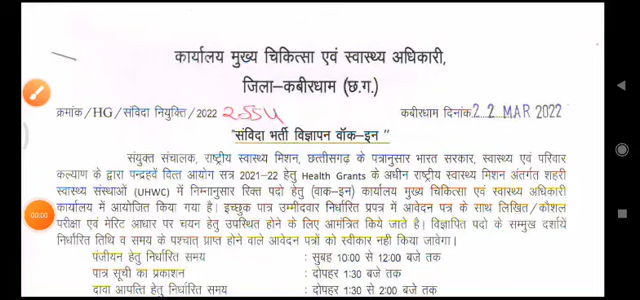 कार्यालय मुख्य चिकित्सा एवं स्वास्थ्य अधिकारी,
जिला-कबीरधाम (छ.ग.)
क्रमांक/HG/संविदा नियुक्ति/2022 2554 कबीरधाम दिनांक 22 MAR 2022
"संविदा भर्ती विज्ञापन वॉक-इन"
संयुक्त संचालक, राष्ट्रीय स्वास्थ्य मिशन, छत्तीसगढ़ के पत्रानुसार भारत सरकार, स्वास्थ्य एवं परिवार
कल्याण के द्वारा पन्द्रहवें वित्त आयोग सत्र 2021-22 हेतु Health Grants के अधीन राष्ट्रीय स्वास्थ्य मिशन अंतर्गत शहरी
स्वास्थ्य संस्थाओं (UHWC) में निम्नानुसार रिक्त पदो हेतु (वाक-इन) कार्यालय मुख्य चिकित्सा एवं स्वास्थ्य अधिकारी
कार्यालय में आयोजित किया गया है। इच्छुक पात्र उम्मीदवार निर्धारित प्रपत्र में आवेदन पत्र के साथ लिखित/कौशल
परीक्षा एवं मेरिट आधार पर चयन हेतु उपस्थित होने के लिए आमंत्रित किये जाते है। विज्ञापित पदो के सम्मुख दर्शाये
निर्धारित तिथि व समय के पश्चात् प्राप्त होने वाले आवेदन पत्रों को स्वीकार नही किया जावेगा।
पंजीयन हेतु निर्धारित समय : सुबह 10:00 से 12:00 बजे तक
पात्र सूची का प्रकाशन : दोपहर 1:30 बजे तक
दावा आपत्ति हेतु निर्धारित समय : दोपहर 1:30 से 2:00 बजे तक
00:00